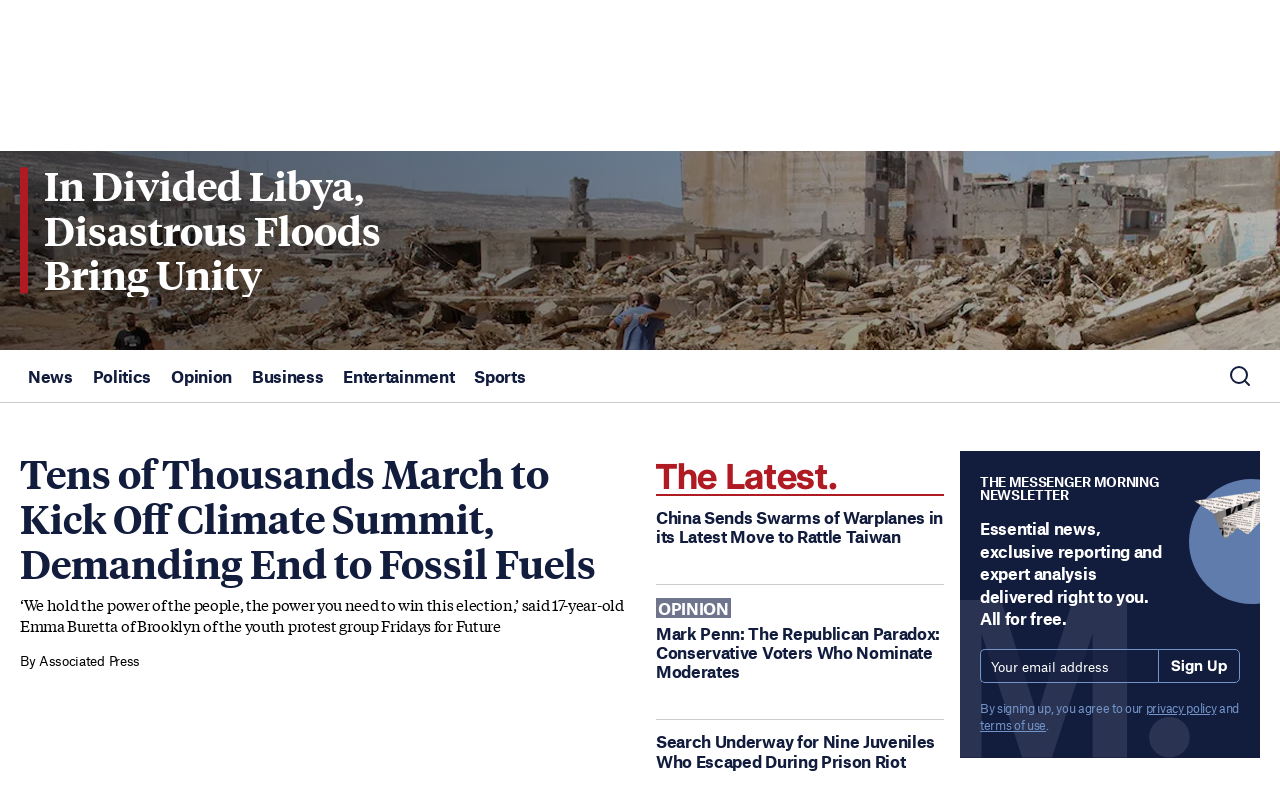 In Divided Libya,
Disastrous Floods
Bring Unity
News Politics Opinion Business Entertainment Sports
Tens of Thousands March to
Kick Off Climate Summit,
Demanding End to Fossil Fuels
‘We hold the power of the people, the power you need to win this election,’ said 17-year-old
Emma Buretta of Brooklyn of the youth protest group Fridays for Future
By Associated Press
The Latest.
China Sends Swarms of Warplanes in
its Latest Move to Rattle Taiwan
OPINION
Mark Penn: The Republican Paradox:
Conservative Voters Who Nominate
Moderates
Search Underway for Nine Juveniles
Who Escaped During Prison Riot
THE MESSENGER MORNING
NEWSLETTER
Essential news,
exclusive reporting and
expert analysis
delivered right to you.
All for free.
Your email address Sign Up
By signing up, you agree to our privacy policy and
terms of use.
M.